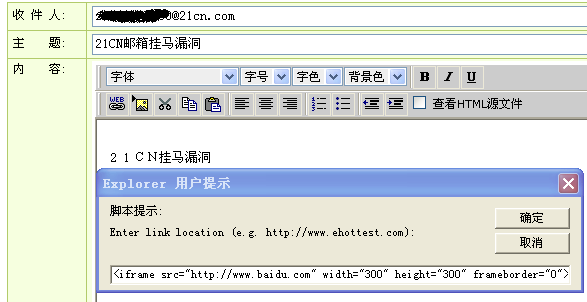 收 件 人: @21cn.com
主 题: 21CN邮箱挂马漏洞
内 容:
字体 字号 字色 背景色 B I U
WEB 查看HTML源文件
２１ＣＮ挂马漏洞
Explorer 用户提示
脚本提示: 确定
Enter link location (e.g. http://www.ehottest.com):
取消
<iframe src="http://www.baidu.com" width="300" height="300" frameborder="0">